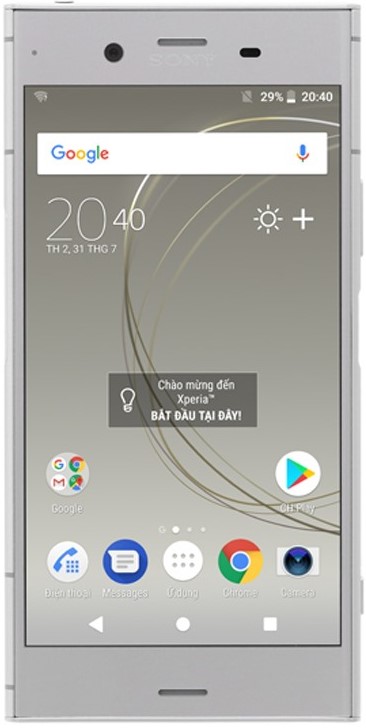 SONY
29% 20:40
Google
20 40
TH 2, 31 THG 7
Chào mừng đến
Xperia™
BẮT ĐẦU TẠI ĐÂY!
G M
Google CH Play
G
Điện thoại Messages Ư.dụng Chrome Camera